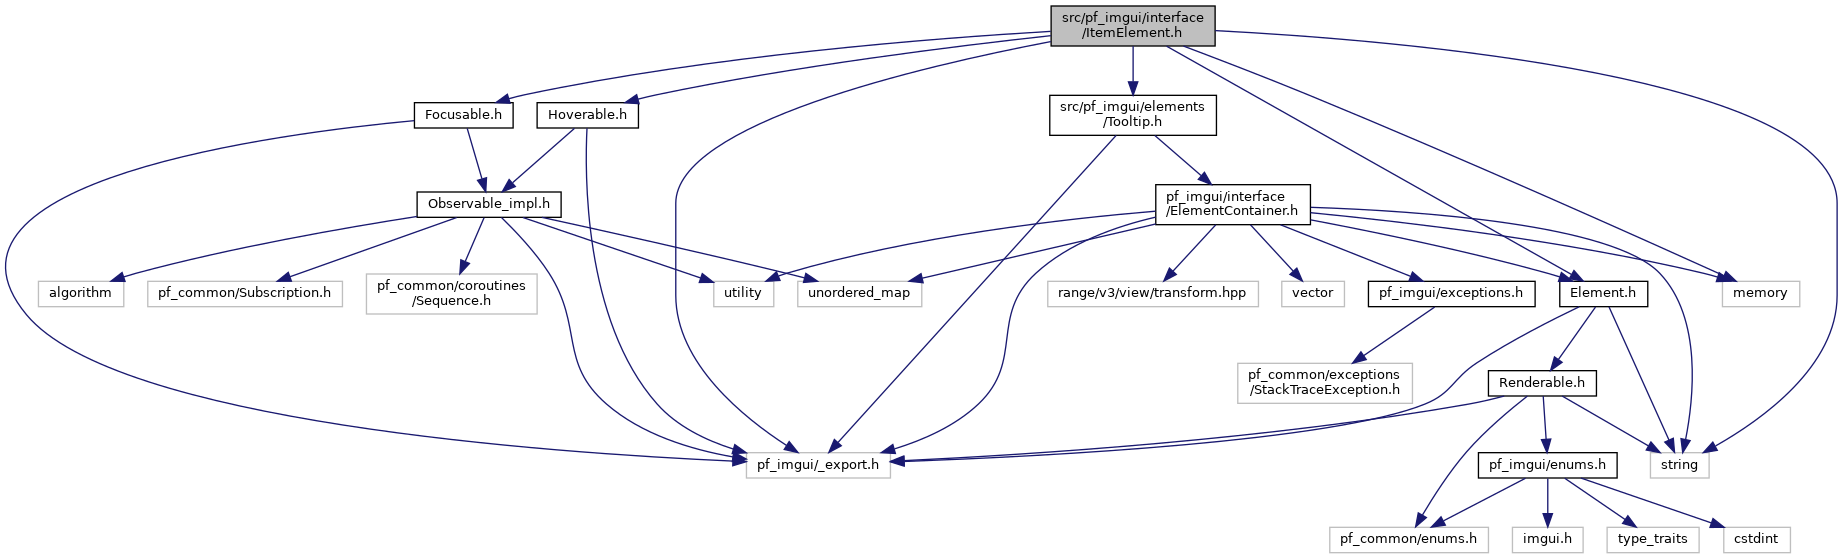 src/pf_imgui/interface
/ItemElement.h
Focusable.h
Hoverable.h
src/pf_imgui/elements
/Tooltip.h
Observable_impl.h
pf_imgui/interface
/ElementContainer.h
algorithm
pf_common/Subscription.h
pf_common/coroutines
/Sequence.h
utility
unordered_map
range/v3/view/transform.hpp
vector
pf_imgui/exceptions.h
Element.h
memory
pf_common/exceptions
/StackTraceException.h
Renderable.h
pf_imgui/_export.h
pf_imgui/enums.h
string
pf_common/enums.h
imgui.h
type_traits
cstdint